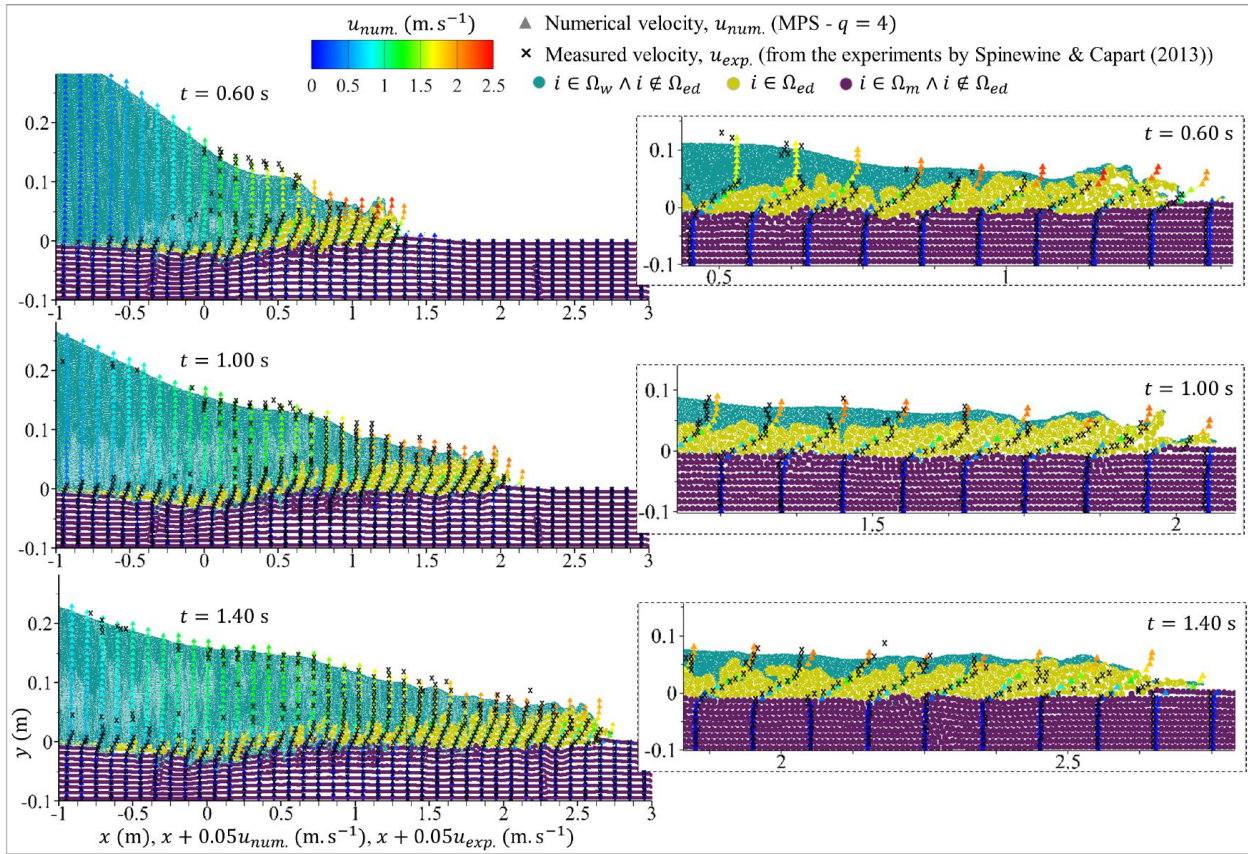 u_num. (m.s⁻¹)
0 0.5 1 1.5 2 2.5
▲ Numerical velocity, u_num. (MPS - q = 4)
× Measured velocity, u_exp. (from the experiments by Spinewine & Capart (2013))
i ∈ Ω_w ∧ i ∉ Ω_ed i ∈ Ω_ed i ∈ Ω_m ∧ i ∉ Ω_ed
t = 0.60 s
0.2
0.1
0
-0.1
-1 -0.5 0 0.5 1 1.5 2 2.5 3
t = 0.60 s
0.1
0
-0.1
0.5 1
t = 1.00 s
0.2
0.1
0
-0.1
-1 -0.5 0 0.5 1 1.5 2 2.5 3
t = 1.00 s
0.1
0
-0.1
1.5 2
t = 1.40 s
0.2
0.1
0
-0.1
y (m)
-1 -0.5 0 0.5 1 1.5 2 2.5 3
x (m), x + 0.05u_num. (m.s⁻¹), x + 0.05u_exp. (m.s⁻¹)
t = 1.40 s
0.1
0
-0.1
2 2.5